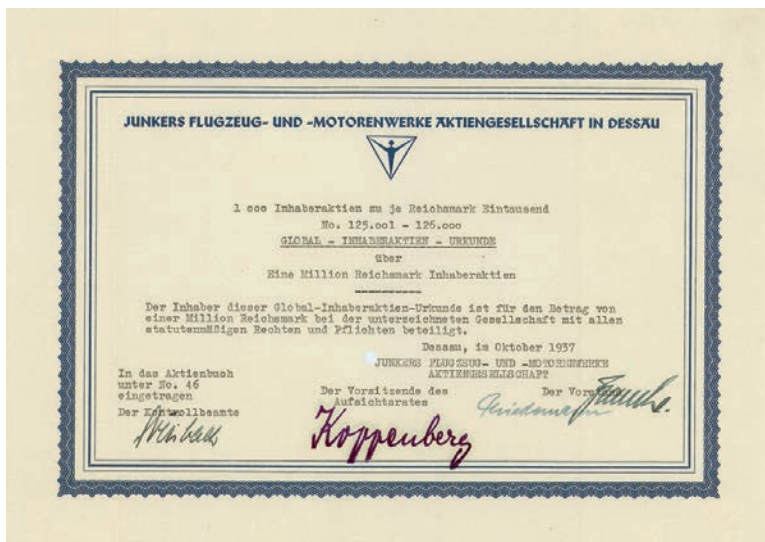 JUNKERS FLUGZEUG- UND -MOTORENWERKE AKTIENGESELLSCHAFT IN DESSAU
1 ooo Inhaberaktien zu je Reichsmark Eintausend
No. 125.oo1 - 126.ooo
GLOBAL - INHABERAKTIEN - URKUNDE
über
Eine Million Reichsmark Inhaberaktien
Der Inhaber dieser Global-Inhaberaktien-Urkunde ist für den Betrag von
einer Million Reichsmark bei der unterzeichneten Gesellschaft mit allen
statutenmäßigen Rechten und Pflichten beteiligt.
Dessau, im Oktober 1937
JUNKERS FLUGZEUG- UND -MOTORENWERKE
AKTIENGESELLSCHAFT
In das Aktienbuch
unter No. 46
eingetragen
Der Kontrollbeamte
Der Vorsitzende des
Aufsichtsrates
Der Vorstand
Koppenberg